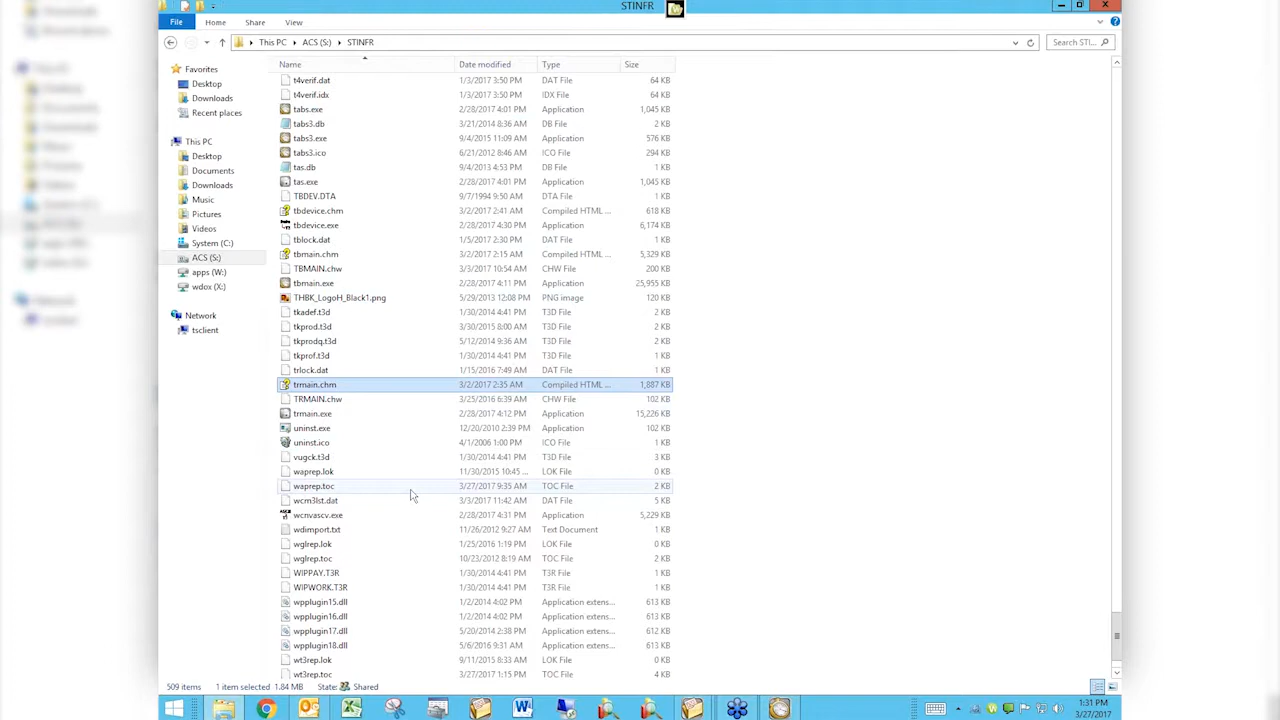 STINFR
File Home Share View
This PC ACS (S:) STINFR Search STI...
Name Date modified Type Size
Favorites
Desktop
Downloads
Recent places
This PC
Desktop
Documents
Downloads
Music
Pictures
Videos
System (C:)
ACS (S:)
apps (W:)
wdox (X:)
Network
tsclient
t4verif.dat 1/3/2017 3:50 PM DAT File 64 KB
t4verif.idx 1/3/2017 3:50 PM IDX File 64 KB
tabs.exe 2/28/2017 4:01 PM Application 1,045 KB
tabs3.db 3/21/2014 8:36 AM DB File 2 KB
tabs3.exe 9/4/2015 11:09 AM Application 576 KB
tabs3.ico 6/21/2012 8:46 AM ICO File 294 KB
tas.db 9/4/2013 4:53 PM DB File 1 KB
tas.exe 2/28/2017 4:01 PM Application 1,045 KB
TBDEV.DTA 9/7/1994 9:50 AM DTA File 1 KB
tbdevice.chm 3/2/2017 2:41 AM Compiled HTML ... 618 KB
tbdevice.exe 2/28/2017 4:30 PM Application 6,174 KB
tblock.dat 1/5/2017 2:30 PM DAT File 1 KB
tbmain.chm 3/2/2017 2:15 AM Compiled HTML ... 5,329 KB
TBMAIN.chw 3/3/2017 10:54 AM CHW File 200 KB
tbmain.exe 2/28/2017 4:11 PM Application 25,955 KB
THBK_LogoH_Black1.png 5/29/2013 12:08 PM PNG image 120 KB
tkadef.t3d 1/30/2014 4:41 PM T3D File 2 KB
tkprod.t3d 3/30/2015 8:00 AM T3D File 2 KB
tkprodq.t3d 5/12/2014 9:36 AM T3D File 2 KB
tkprof.t3d 1/30/2014 4:41 PM T3D File 2 KB
trlock.dat 1/15/2016 7:49 AM DAT File 1 KB
trmain.chm 3/2/2017 2:35 AM Compiled HTML ... 1,887 KB
TRMAIN.chw 3/25/2016 6:39 AM CHW File 102 KB
trmain.exe 2/28/2017 4:12 PM Application 15,226 KB
uninst.exe 12/20/2010 2:39 PM Application 102 KB
uninst.ico 4/1/2006 1:00 PM ICO File 1 KB
vugck.t3d 1/30/2014 4:41 PM T3D File 3 KB
waprep.lok 11/30/2015 10:45 ... LOK File 0 KB
waprep.toc 3/27/2017 9:35 AM TOC File 2 KB
wcm3lst.dat 3/3/2017 11:42 AM DAT File 5 KB
wcnvascv.exe 2/28/2017 4:31 PM Application 5,229 KB
wdimport.txt 11/26/2012 9:27 AM Text Document 1 KB
wglrep.lok 1/25/2016 1:19 PM LOK File 0 KB
wglrep.toc 10/23/2012 8:19 AM TOC File 2 KB
WIPPAY.T3R 1/30/2014 4:41 PM T3R File 2 KB
WIPWORK.T3R 1/30/2014 4:41 PM T3R File 2 KB
wpplugin15.dll 1/2/2014 4:02 PM Application extens... 613 KB
wpplugin16.dll 1/2/2014 4:02 PM Application extens... 613 KB
wpplugin17.dll 5/20/2014 2:38 PM Application extens... 612 KB
wpplugin18.dll 5/6/2016 9:31 AM Application extens... 613 KB
wt3rep.lok 9/11/2015 8:33 AM LOK File 0 KB
wt3rep.toc 3/27/2017 1:15 PM TOC File 4 KB
509 items 1 item selected 1.84 MB State: Shared
1:31 PM
3/27/2017